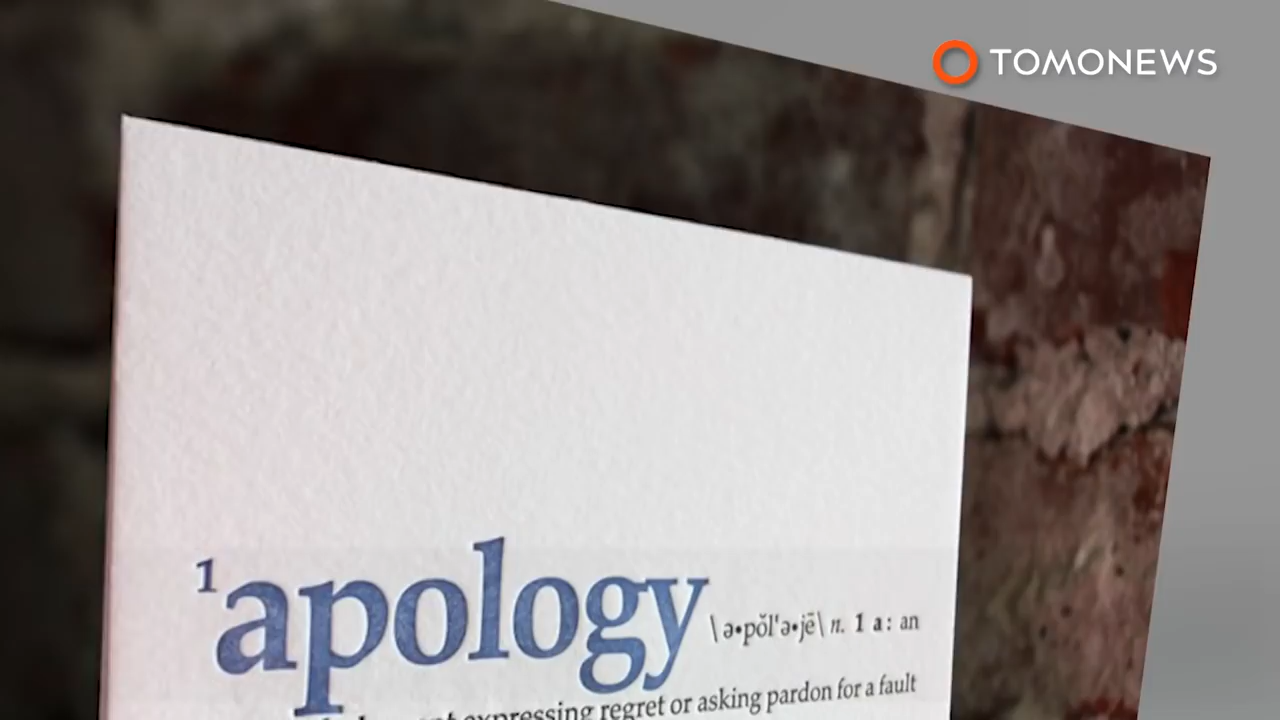 TOMONEWS
¹apology \ə•pŏl'ə•jē\ n. 1 a: an
expressing regret or asking pardon for a fault